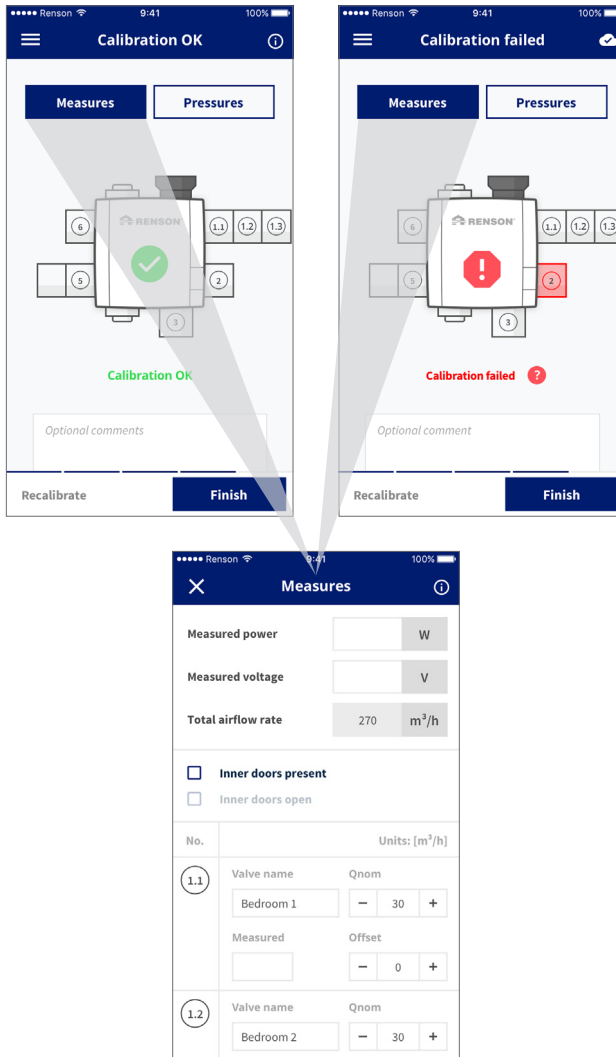 Renson 9:41 100%
Calibration OK
Measures Pressures
RENSON
6 1.1 1.2 1.3
5 2
3
Calibration OK
Optional comments
Recalibrate Finish
Renson 9:41 100%
Calibration failed
Measures Pressures
RENSON
6 1.1 1.2 1.3
! 
5 2
3
Calibration failed ?
Optional comment
Recalibrate Finish
Renson 9:41 100%
Measures
Measured power W
Measured voltage V
Total airflow rate 270 m³/h
Inner doors present
Inner doors open
No. Units: [m³/h]
1.1 Valve name Qnom
Bedroom 1 − 30 +
Measured Offset
− 0 +
1.2 Valve name Qnom
Bedroom 2 − 30 +